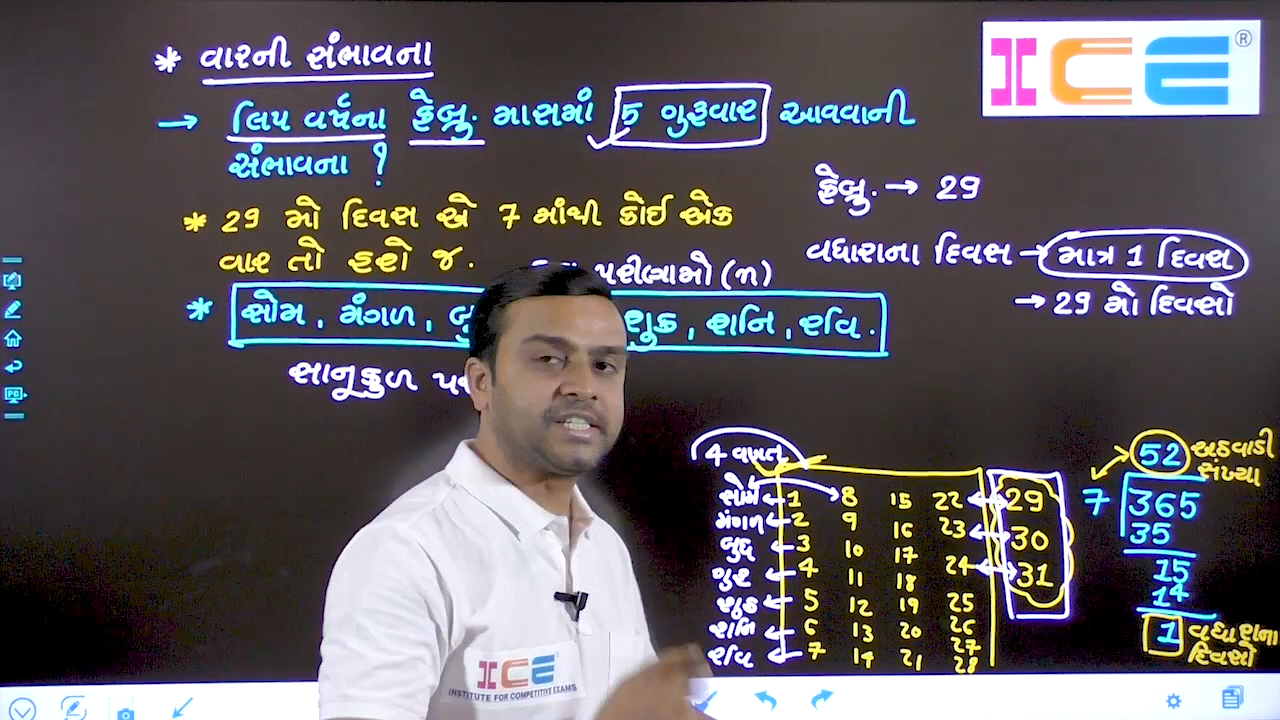 * વારની સંભાવના
ICE®
→ લિપ વર્ષના ફેબ્રુ. માસમાં 5 ગુરૂવાર આવવાની
સંભાવના ?
ફેબ્રુ. → 29
* 29 મો દિવસ એ 7 માંથી કોઈ એક
વાર તો હશે જ.
વધારાના દિવસ → માત્ર 1 દિવસ
→ 29 મો દિવસો
પરીણામો (n)
* સોમ, મંગળ, શુક્ર, શનિ, રવિ.
સાનુકુળ
4 વખત
સોમ ← 1 8 15 22 ↔ 29
મંગળ ← 2 9 16 23 ↔ 30
બુધ ← 3 10 17 24 ↔ 31
ગુરૂ ← 4 11 18
શુક્ર ← 5 12 19 25
શનિ ← 6 13 20 26
27
રવિ ← 7 14 21 28
52 અઠવાડી
સંખ્યા
7 365
35
15
14
1 વધારાના
દિવસો
ICE
INSTITUTE FOR COMPETITIVE EXAMS